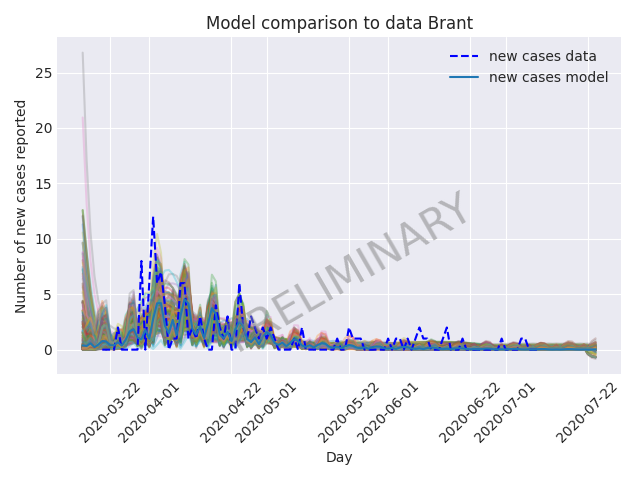 Model comparison to data Brant
new cases data
new cases model
Number of new cases reported
25
20
15
10
5
0
PRELIMINARY
2020-03-22
2020-04-01
2020-04-22
2020-05-01
2020-05-22
2020-06-01
2020-06-22
2020-07-01
2020-07-22
Day